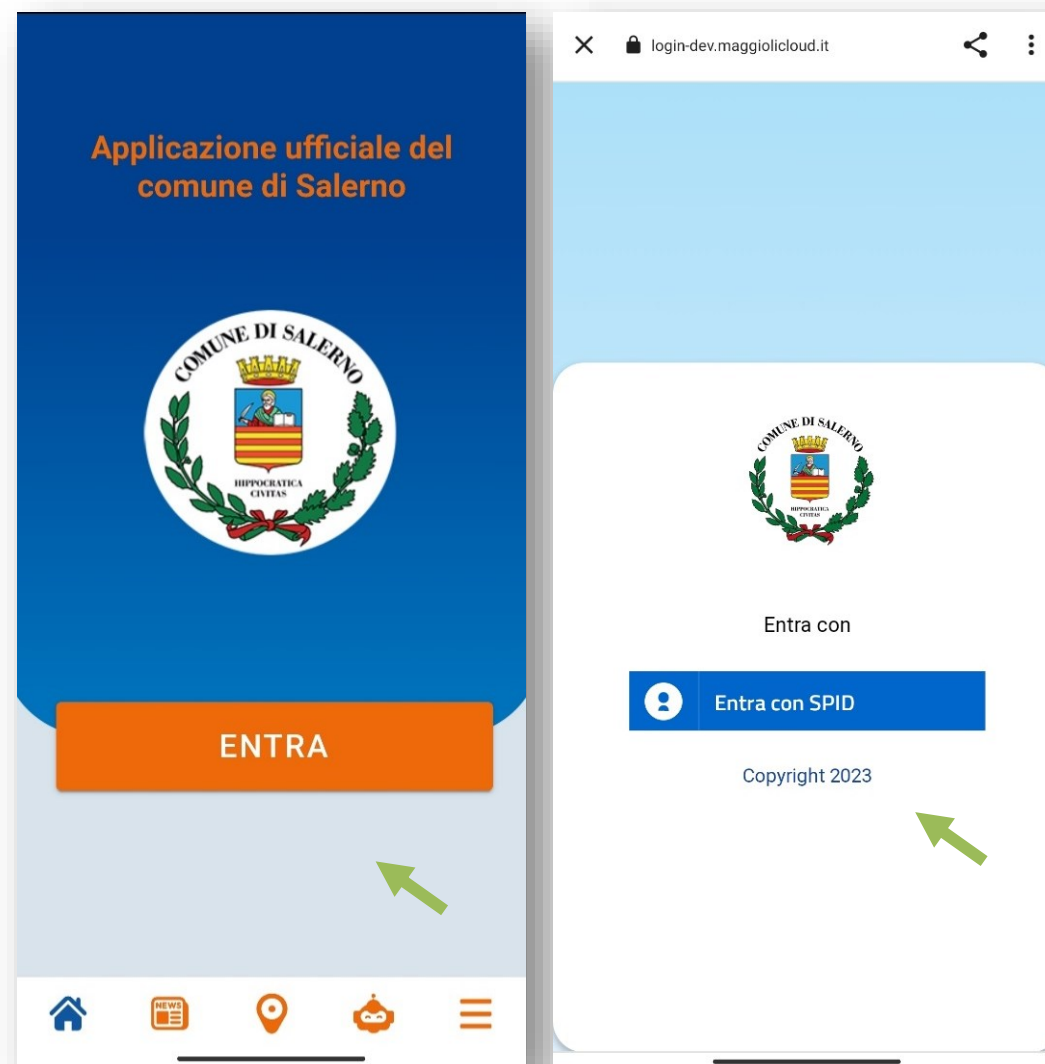 Applicazione ufficiale del
comune di Salerno
COMUNE DI SALERNO
HIPPOCRATICA
CIVITAS
ENTRA
NEWS
login-dev.maggiolicloud.it
COMUNE DI SALERNO
HIPPOCRATICA
CIVITAS
Entra con
Entra con SPID
Copyright 2023